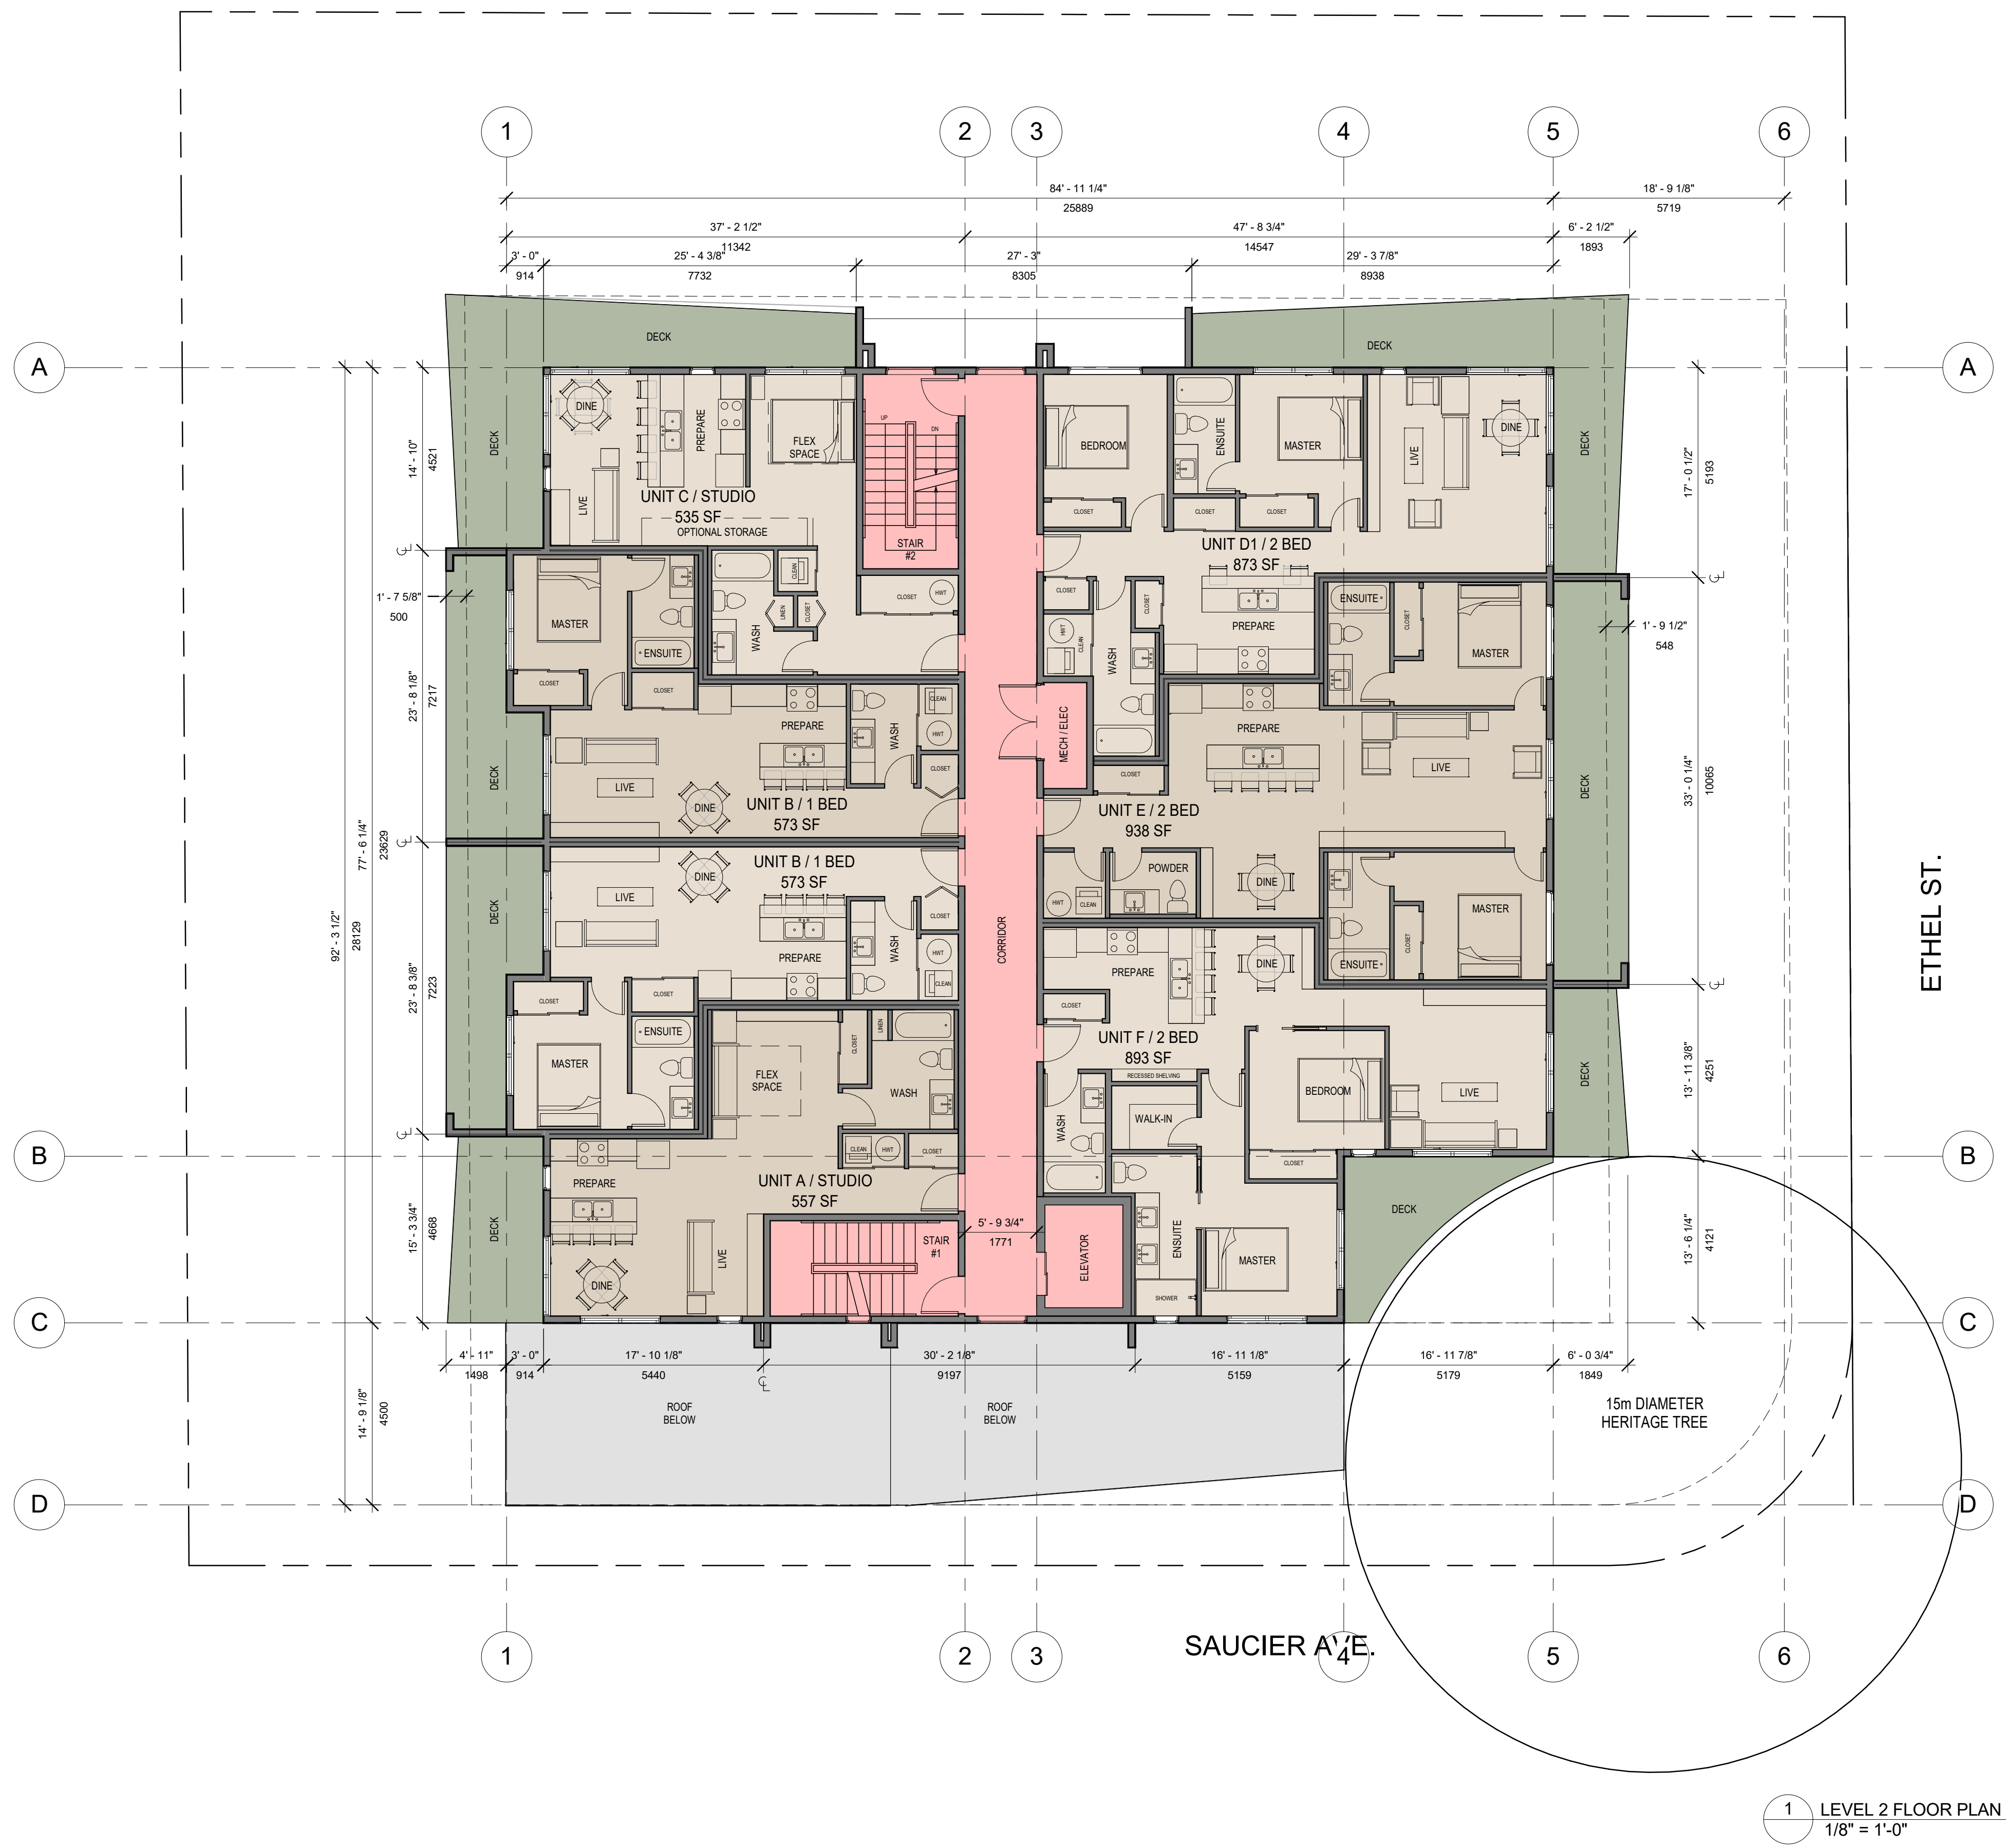 1
2
3
4
5
6
84' - 11 1/4"
25889
18' - 9 1/8"
5719
37' - 2 1/2"
11342
47' - 8 3/4"
14547
6' - 2 1/2"
1893
3' - 0"
914
25' - 4 3/8"
7732
27' - 3"
8305
29' - 3 7/8"
8938
DECK
DECK
A
A
14' - 10"
4521
DECK
DINE
PREPARE
FLEX
SPACE
LIVE
UNIT C / STUDIO
535 SF
OPTIONAL STORAGE
UP
DN
STAIR
#2
BEDROOM
ENSUITE
MASTER
LIVE
DINE
DECK
17' - 0 1/2"
5193
CLOSET
CLOSET
CLOSET
UNIT D1 / 2 BED
873 SF
CL
CL
1' - 7 5/8"
500
MASTER
ENSUITE
CLOSET
CLOSET
CLEAN
LINEN
CLOSET
WASH
CLOSET
HWT
CLOSET
CLOSET
HWT
CLEAN
WASH
PREPARE
ENSUITE
CLOSET
MASTER
1' - 9 1/2"
548
23' - 8 1/8"
7217
DECK
PREPARE
WASH
CLEAN
HWT
CLOSET
LIVE
DINE
UNIT B / 1 BED
573 SF
MECH / ELEC
CLOSET
PREPARE
LIVE
DECK
33' - 0 1/4"
10065
UNIT E / 2 BED
938 SF
92' - 3 1/2"
28129
77' - 6 1/4"
23629
CL
UNIT B / 1 BED
573 SF
DINE
LIVE
DECK
CLOSET
WASH
HWT
CLEAN
PREPARE
CORRIDOR
POWDER
HWT
CLEAN
DINE
MASTER
CLOSET
ENSUITE
ETHEL ST.
23' - 8 3/8"
7223
CLOSET
CLOSET
ENSUITE
MASTER
FLEX
SPACE
CLOSET
LINEN
WASH
PREPARE
DINE
CLOSET
UNIT F / 2 BED
893 SF
RECESSED SHELVING
BEDROOM
LIVE
DECK
CL
13' - 11 3/8"
4251
WASH
WALK-IN
CLOSET
CL
B
B
CLEAN
HWT
CLOSET
PREPARE
UNIT A / STUDIO
557 SF
15' - 3 3/4"
4668
DECK
LIVE
DINE
STAIR
#1
5' - 9 3/4"
1771
ELEVATOR
ENSUITE
SHOWER
MASTER
DECK
13' - 6 1/4"
4121
C
C
4' - 11"
1498
3' - 0"
914
17' - 10 1/8"
5440
CL
30' - 2 1/8"
9197
16' - 11 1/8"
5159
16' - 11 7/8"
5179
6' - 0 3/4"
1849
14' - 9 1/8"
4500
ROOF
BELOW
ROOF
BELOW
15m DIAMETER
HERITAGE TREE
D
D
SAUCIER AVE.
1
2
3
4
5
6
1
LEVEL 2 FLOOR PLAN
1/8" = 1'-0"